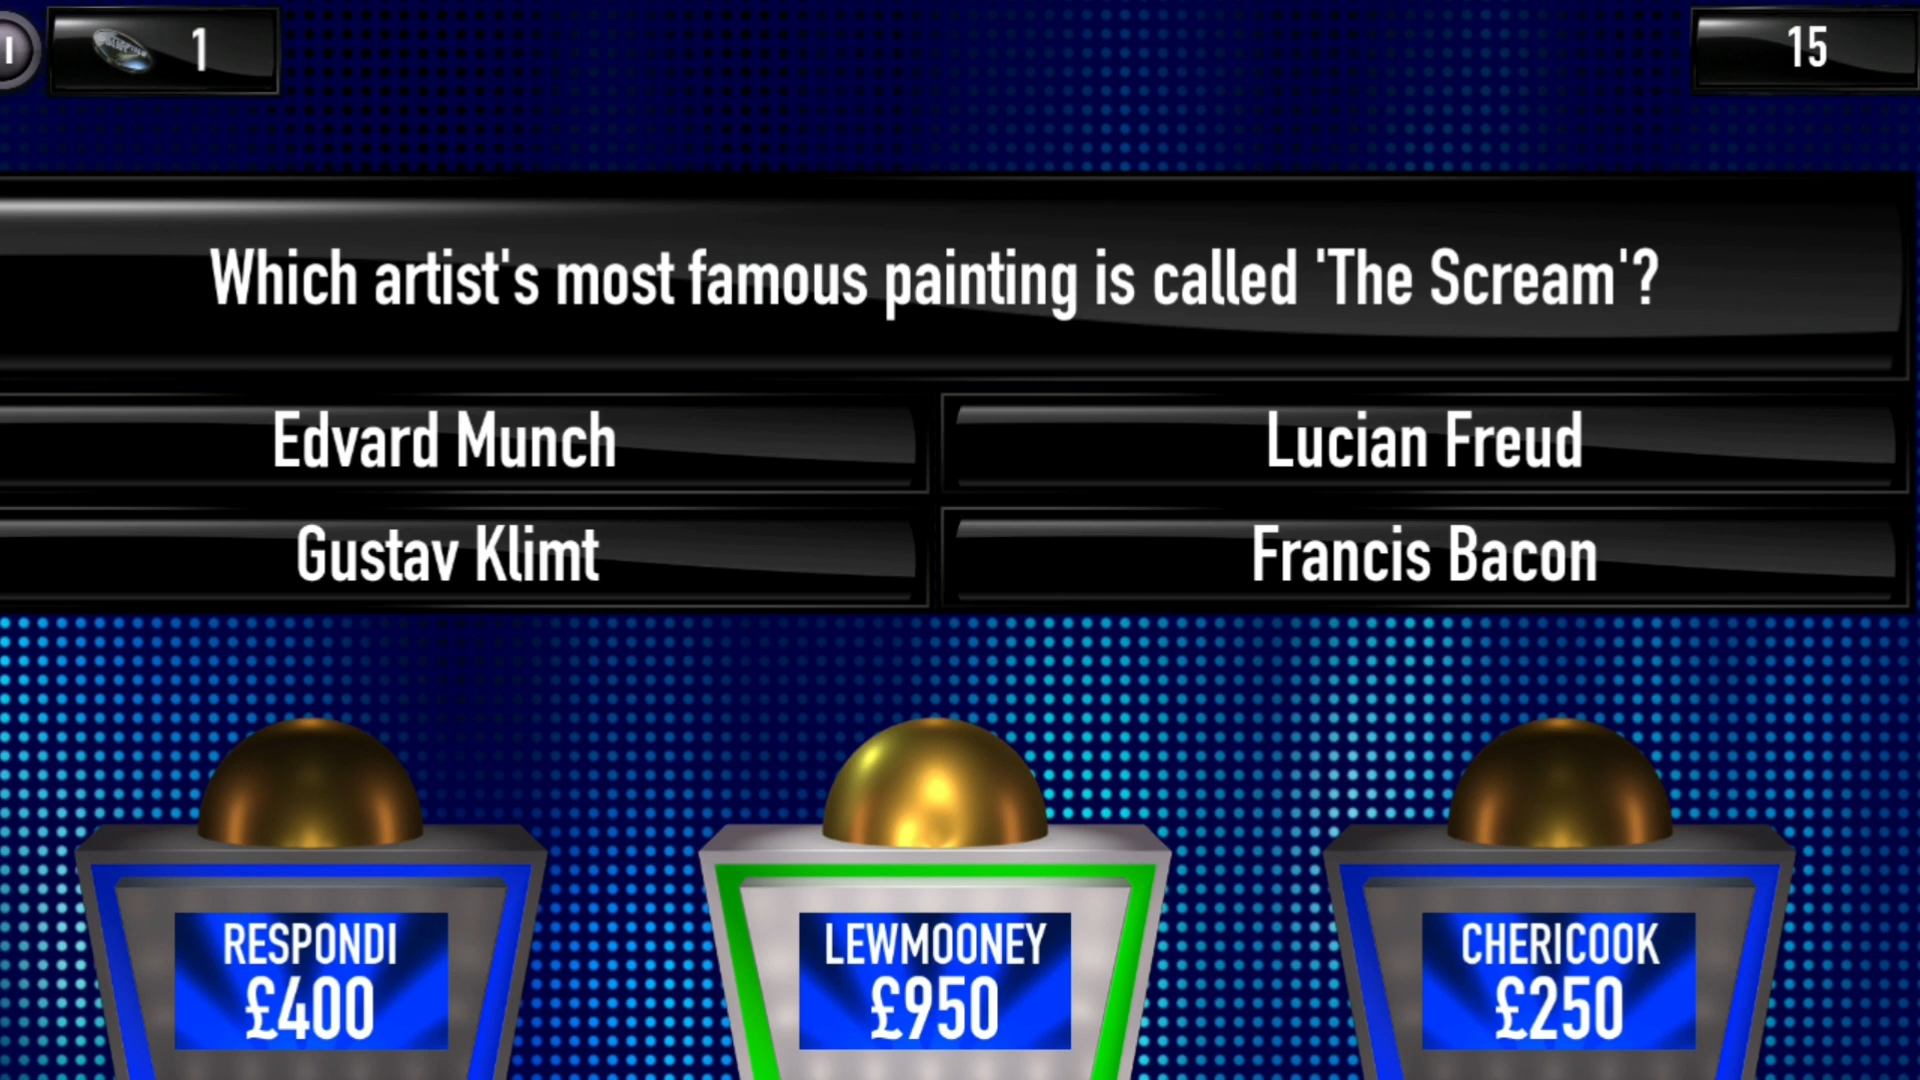 1
15
Which artist's most famous painting is called 'The Scream'?
Edvard Munch
Lucian Freud
Gustav Klimt
Francis Bacon
RESPONDI
£400
LEWMOONEY
£950
CHERICOOK
£250